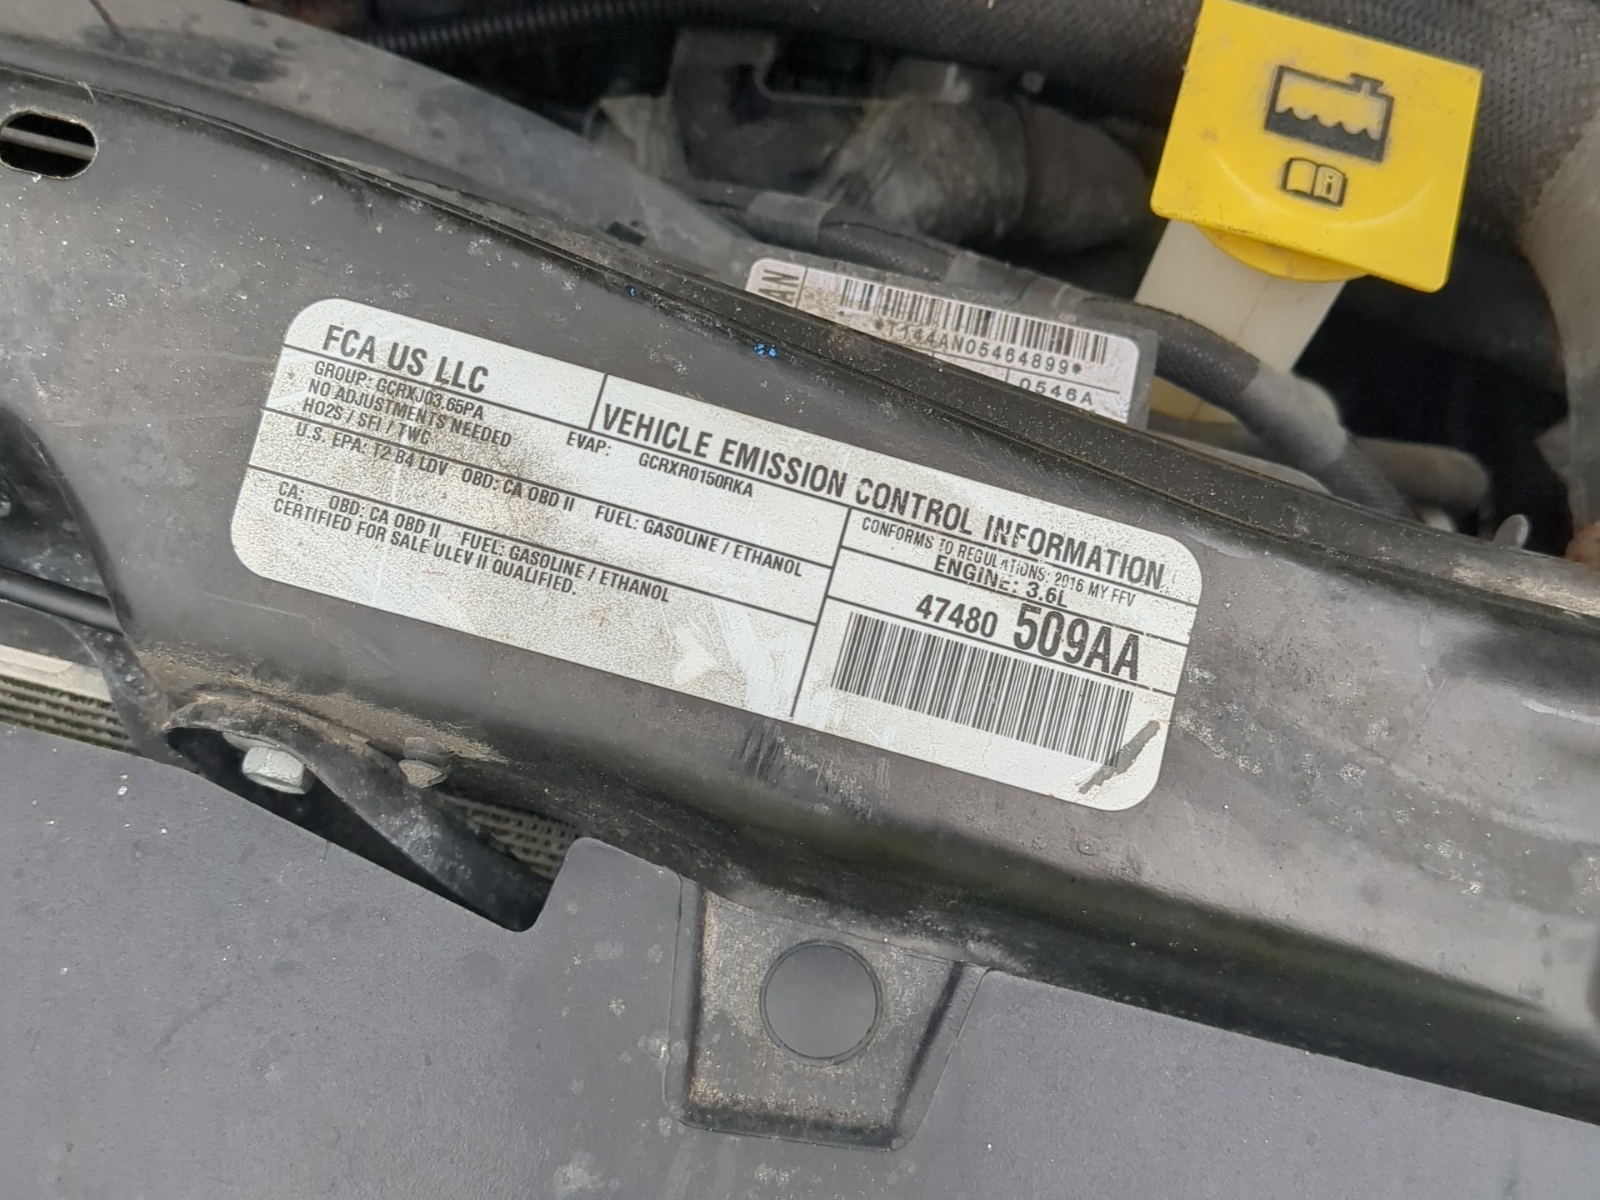 AN
*T144AN05464899*
0546A
FCA US LLC
VEHICLE EMISSION CONTROL INFORMATION
GROUP: GCRXJ03.65PA
EVAP: GCRXR0150RKA
NO ADJUSTMENTS NEEDED
HO2S / SFI / TWC
U.S. EPA: T2 B4 LDV OBD: CA OBD II FUEL: GASOLINE / ETHANOL
CA: OBD: CA OBD II FUEL: GASOLINE / ETHANOL
CERTIFIED FOR SALE ULEV II QUALIFIED.
CONFORMS TO REGULATIONS: 2016 MY FFV
ENGINE: 3.6L
47480 509AA